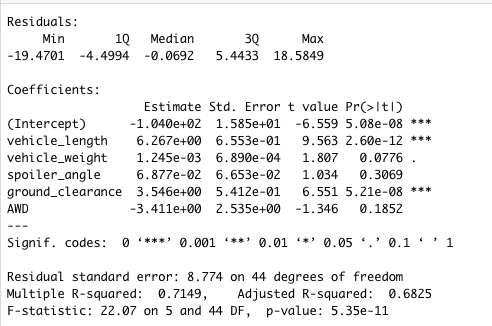 Residuals:
Min 1Q Median 3Q Max
-19.4701 -4.4994 -0.0692 5.4433 18.5849
Coefficients:
Estimate Std. Error t value Pr(>|t|)
(Intercept) -1.040e+02 1.585e+01 -6.559 5.08e-08 ***
vehicle_length 6.267e+00 6.553e-01 9.563 2.60e-12 ***
vehicle_weight 1.245e-03 6.890e-04 1.807 0.0776 .
spoiler_angle 6.877e-02 6.653e-02 1.034 0.3069
ground_clearance 3.546e+00 5.412e-01 6.551 5.21e-08 ***
AWD -3.411e+00 2.535e+00 -1.346 0.1852
---
Signif. codes: 0 ‘***’ 0.001 ‘**’ 0.01 ‘*’ 0.05 ‘.’ 0.1 ‘ ’ 1
Residual standard error: 8.774 on 44 degrees of freedom
Multiple R-squared: 0.7149, Adjusted R-squared: 0.6825
F-statistic: 22.07 on 5 and 44 DF, p-value: 5.35e-11